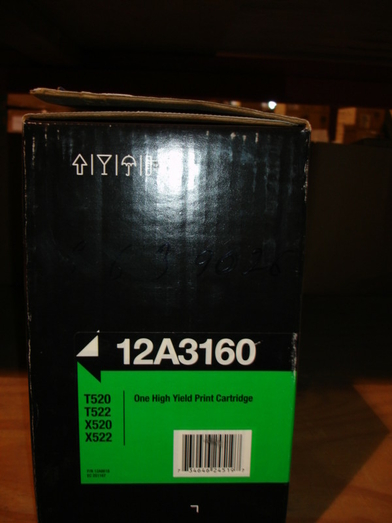 12A3160
T520
T522
X520
X522
One High Yield Print Cartridge